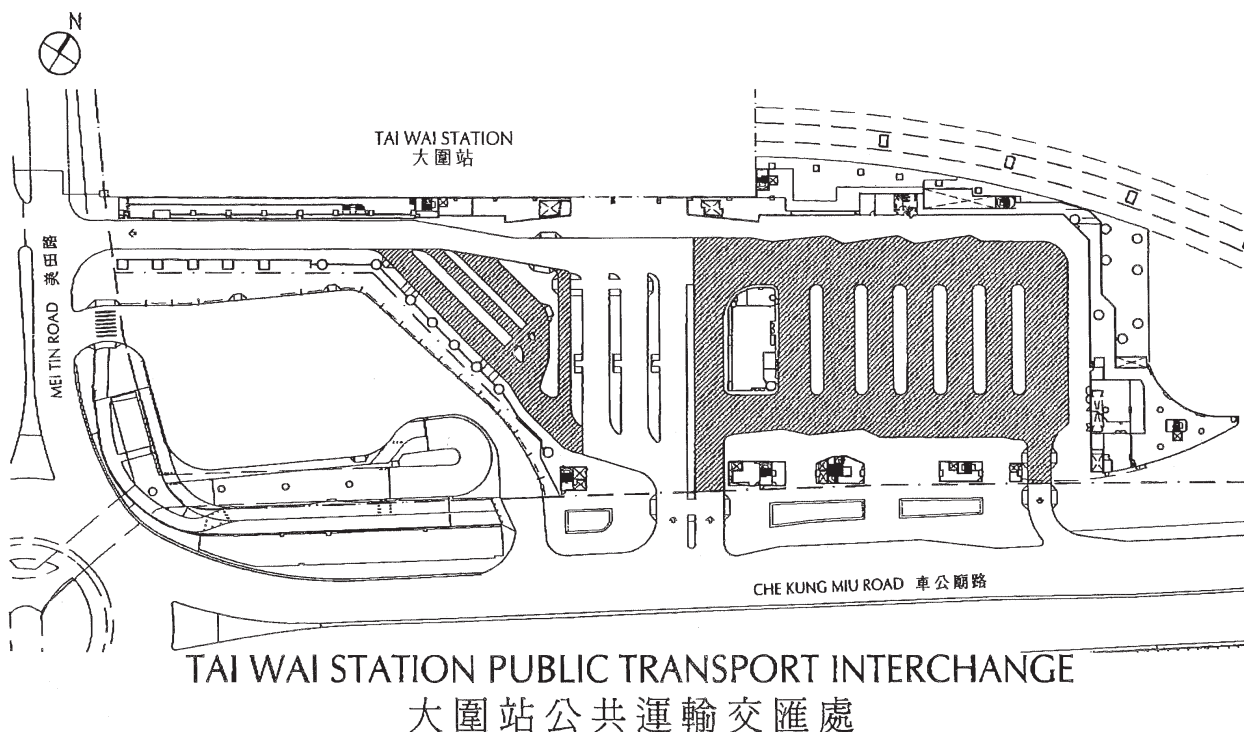 N
TAI WAI STATION
大圍站
MEI TIN ROAD 美田路
CHE KUNG MIU ROAD 車公廟路
TAI WAI STATION PUBLIC TRANSPORT INTERCHANGE
大圍站公共運輸交匯處